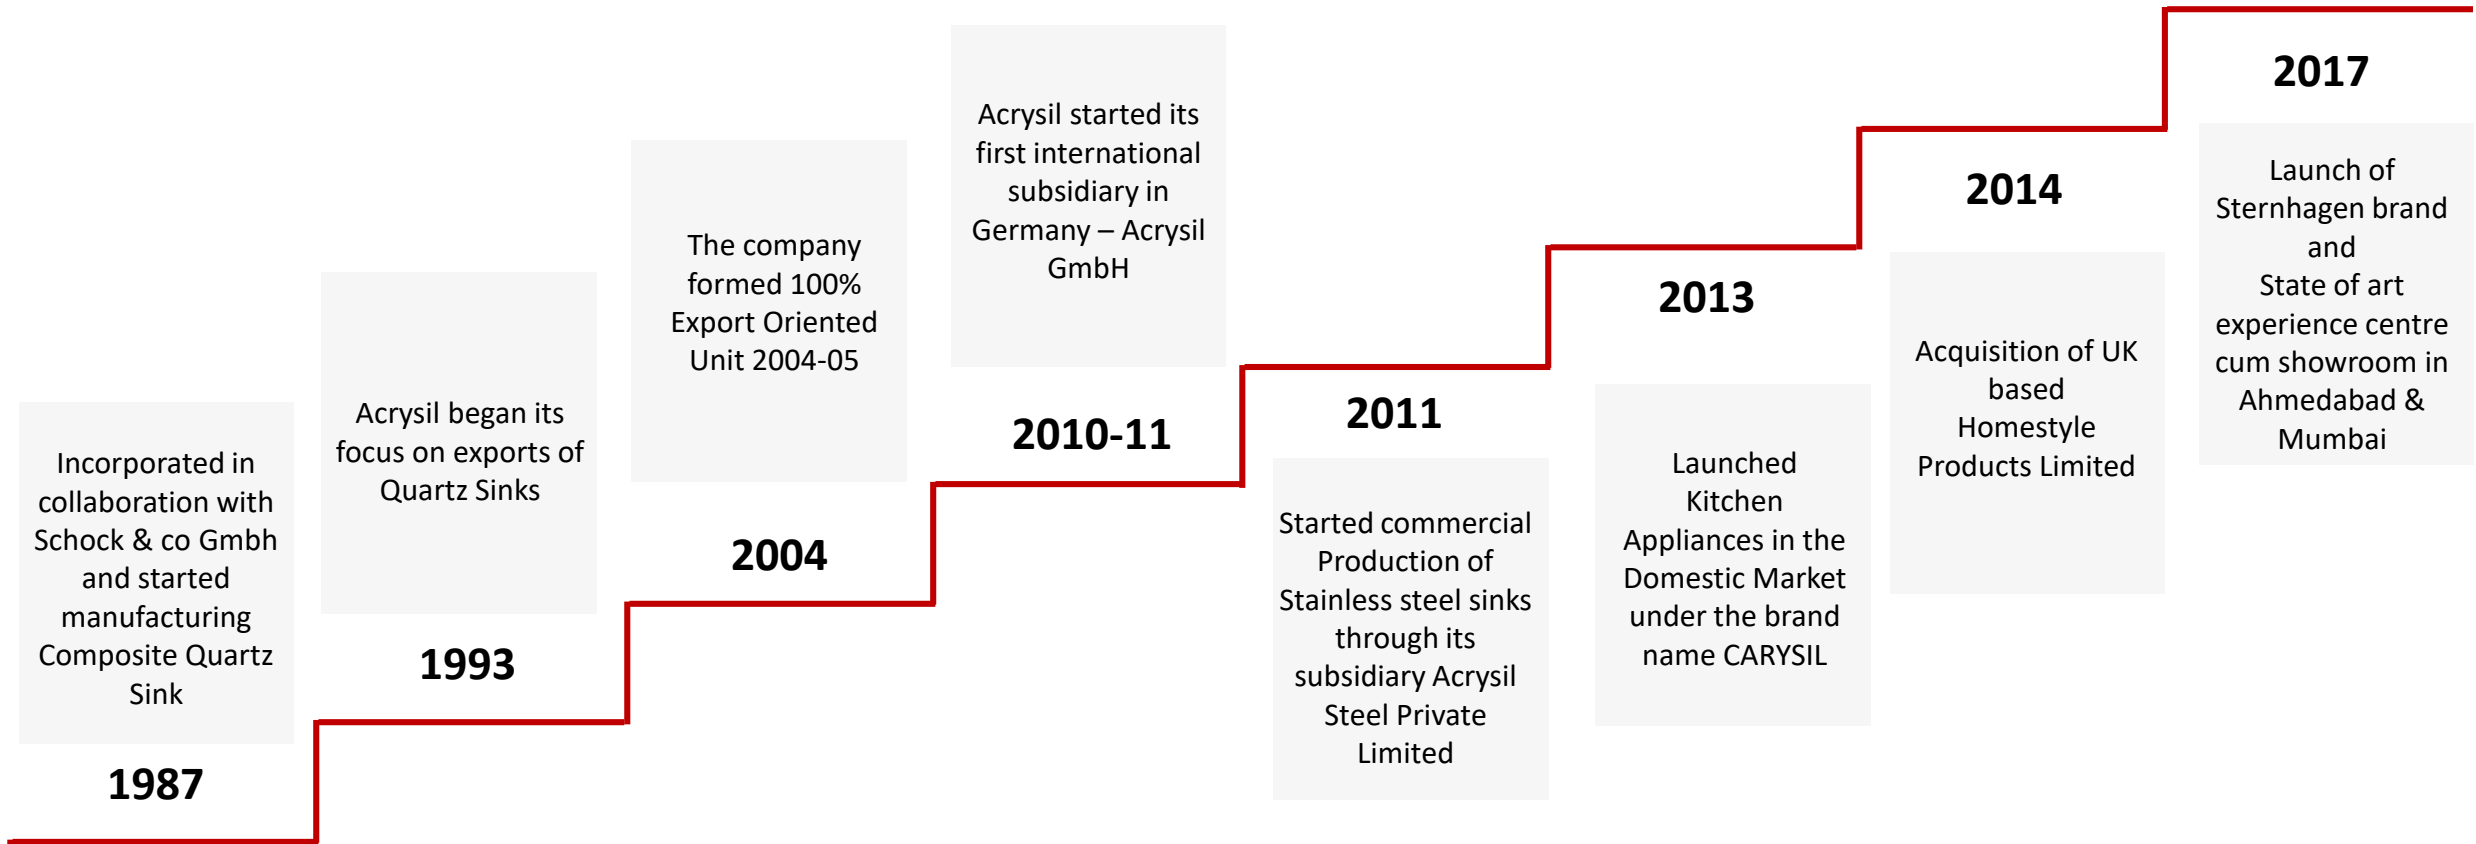 Incorporated in
collaboration with
Schock & co Gmbh
and started
manufacturing
Composite Quartz
Sink
1987
Acrysil began its
focus on exports of
Quartz Sinks
1993
The company
formed 100%
Export Oriented
Unit 2004-05
2004
Acrysil started its
first international
subsidiary in
Germany – Acrysil
GmbH
2010-11
2011
Started commercial
Production of
Stainless steel sinks
through its
subsidiary Acrysil
Steel Private
Limited
2013
Launched
Kitchen
Appliances in the
Domestic Market
under the brand
name CARYSIL
2014
Acquisition of UK
based
Homestyle
Products Limited
2017
Launch of
Sternhagen brand
and
State of art
experience centre
cum showroom in
Ahmedabad &
Mumbai